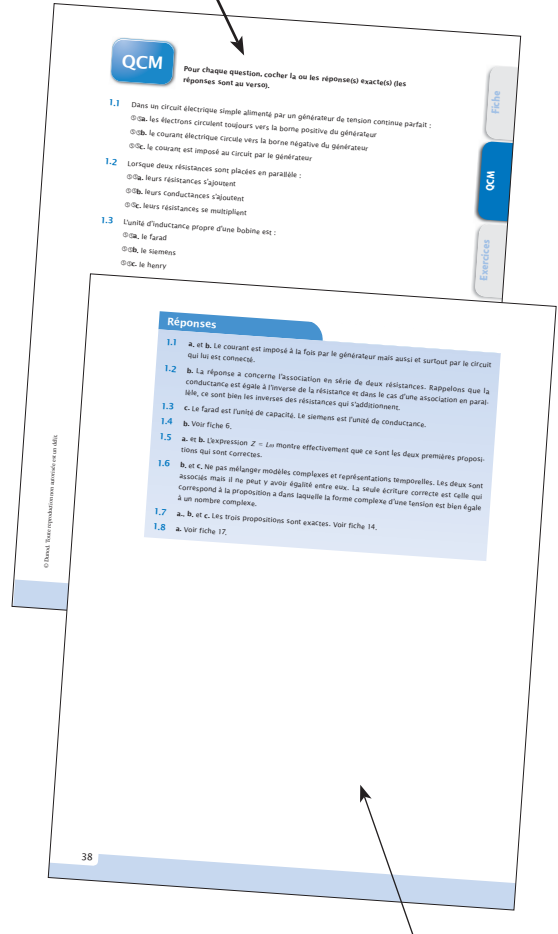 QCM
Pour chaque question, cocher la ou les réponse(s) exacte(s) (les
réponses sont au verso).
1.1 Dans un circuit électrique simple alimenté par un générateur de tension continue parfait :
a. les électrons circulent toujours vers la borne positive du générateur
b. le courant électrique circule vers la borne négative du générateur
c. le courant est imposé au circuit par le générateur
1.2 Lorsque deux résistances sont placées en parallèle :
a. leurs résistances s'ajoutent
b. leurs conductances s'ajoutent
c. leurs résistances se multiplient
1.3 L'unité d'inductance propre d'une bobine est :
a. le farad
b. le siemens
c. le henry
Fiche
QCM
Exercices
© Dunod. Toute reproduction non autorisée est un délit.
Réponses
1.1 a. et b. Le courant est imposé à la fois par le générateur mais aussi et surtout par le circuit
qui lui est connecté.
1.2 b. La réponse a concerne l'association en série de deux résistances. Rappelons que la
conductance est égale à l'inverse de la résistance et dans le cas d'une association en paral-
lèle, ce sont bien les inverses des résistances qui s'additionnent.
1.3 c. Le farad est l'unité de capacité. Le siemens est l'unité de conductance.
1.4 b. Voir fiche 6.
1.5 a. et b. L'expression Z = Lω montre effectivement que ce sont les deux premières proposi-
tions qui sont correctes.
1.6 b. et c. Ne pas mélanger modèles complexes et représentations temporelles. Les deux sont
associés mais il ne peut y avoir égalité entre eux. La seule écriture correcte est celle qui
correspond à la proposition a dans laquelle la forme complexe d'une tension est bien égale
à un nombre complexe.
1.7 a., b. et c. Les trois propositions sont exactes. Voir fiche 14.
1.8 a. Voir fiche 17.
38